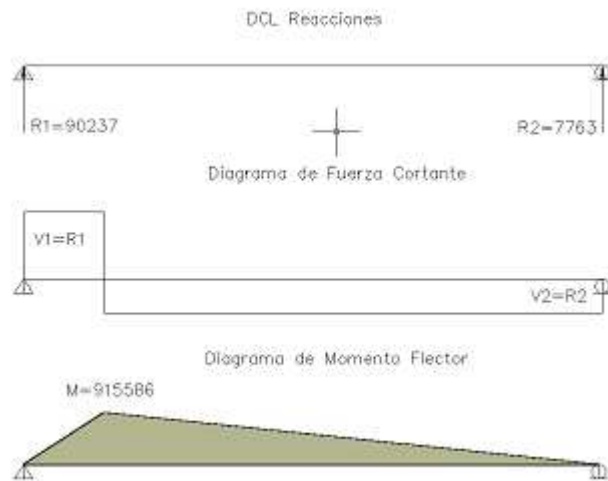 DCL Reacciones
R1=90237
R2=7763
Diagrama de Fuerza Cortante
V1=R1
V2=R2
Diagrama de Momento Flector
M=915586